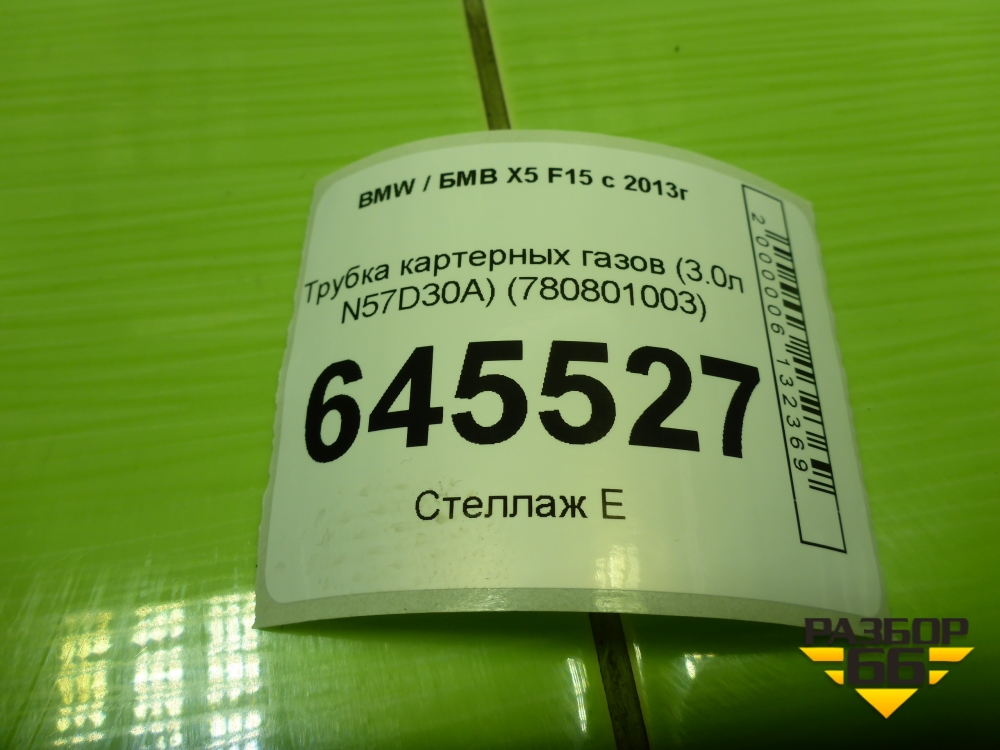 BMW / БМВ X5 F15 с 2013г
Трубка картерных газов (3.0л
N57D30A) (780801003)
645527
Стеллаж Е
2000006132369
РАЗБОР
66